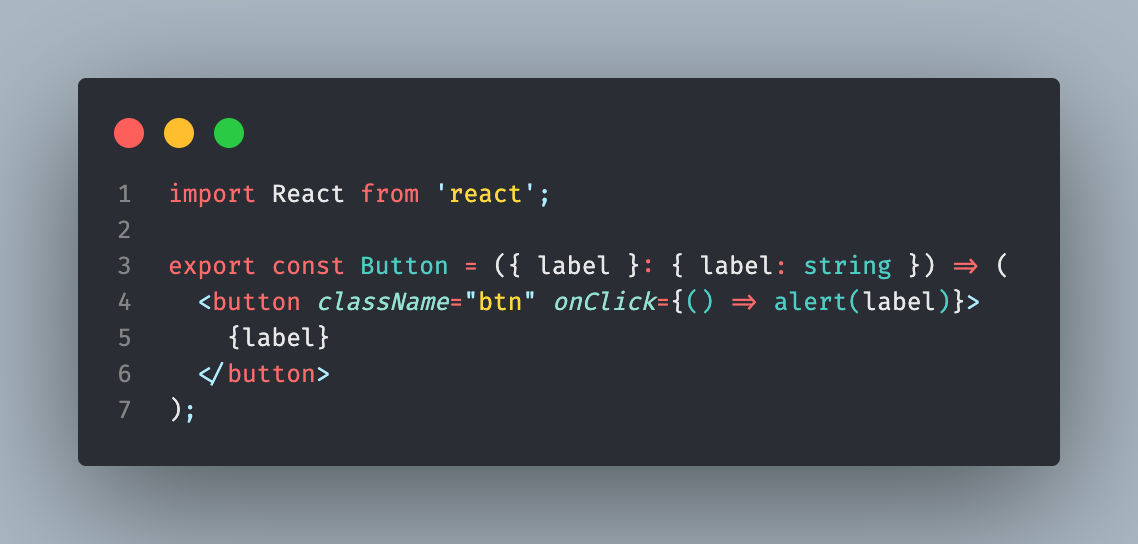 1 import React from 'react';
2
3 export const Button = ({ label }: { label: string }) => (
4   <button className="btn" onClick={() => alert(label)}>
5     {label}
6   </button>
7 );